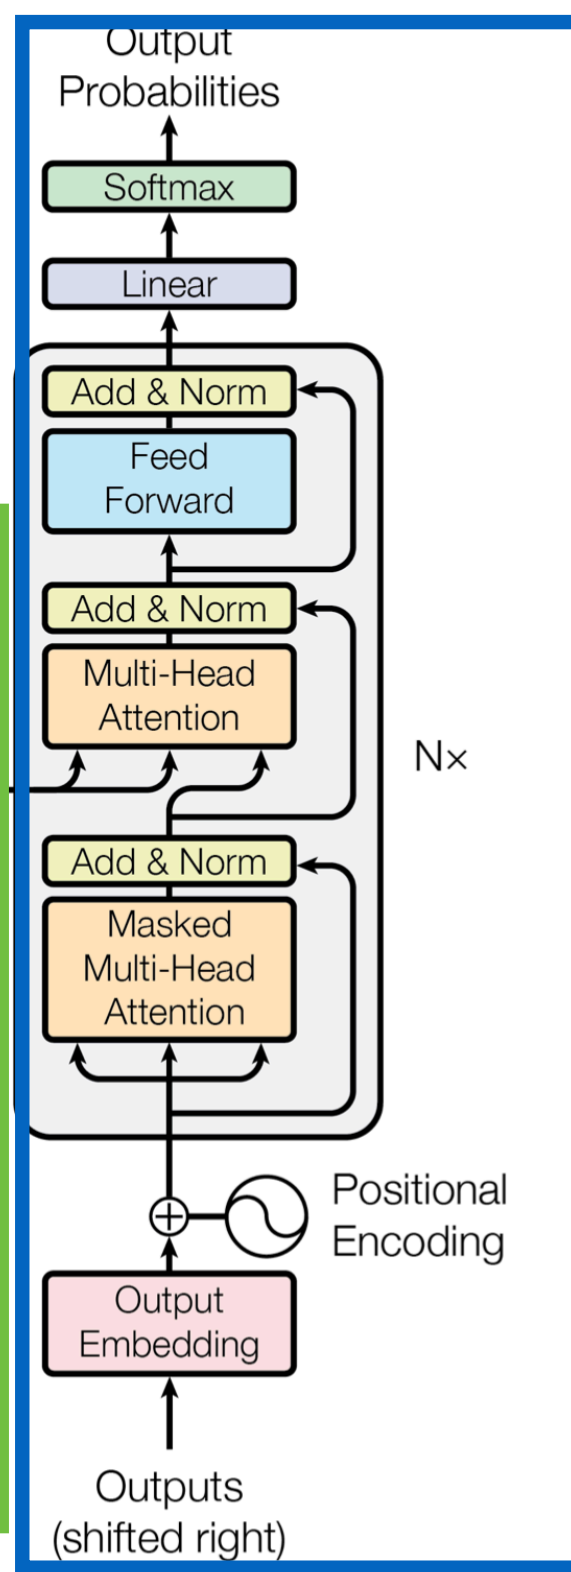 Output
Probabilities
Softmax
Linear
Add & Norm
Feed
Forward
Add & Norm
Multi-Head
Attention
N×
Add & Norm
Masked
Multi-Head
Attention
Positional
Encoding
Output
Embedding
Outputs
(shifted right)